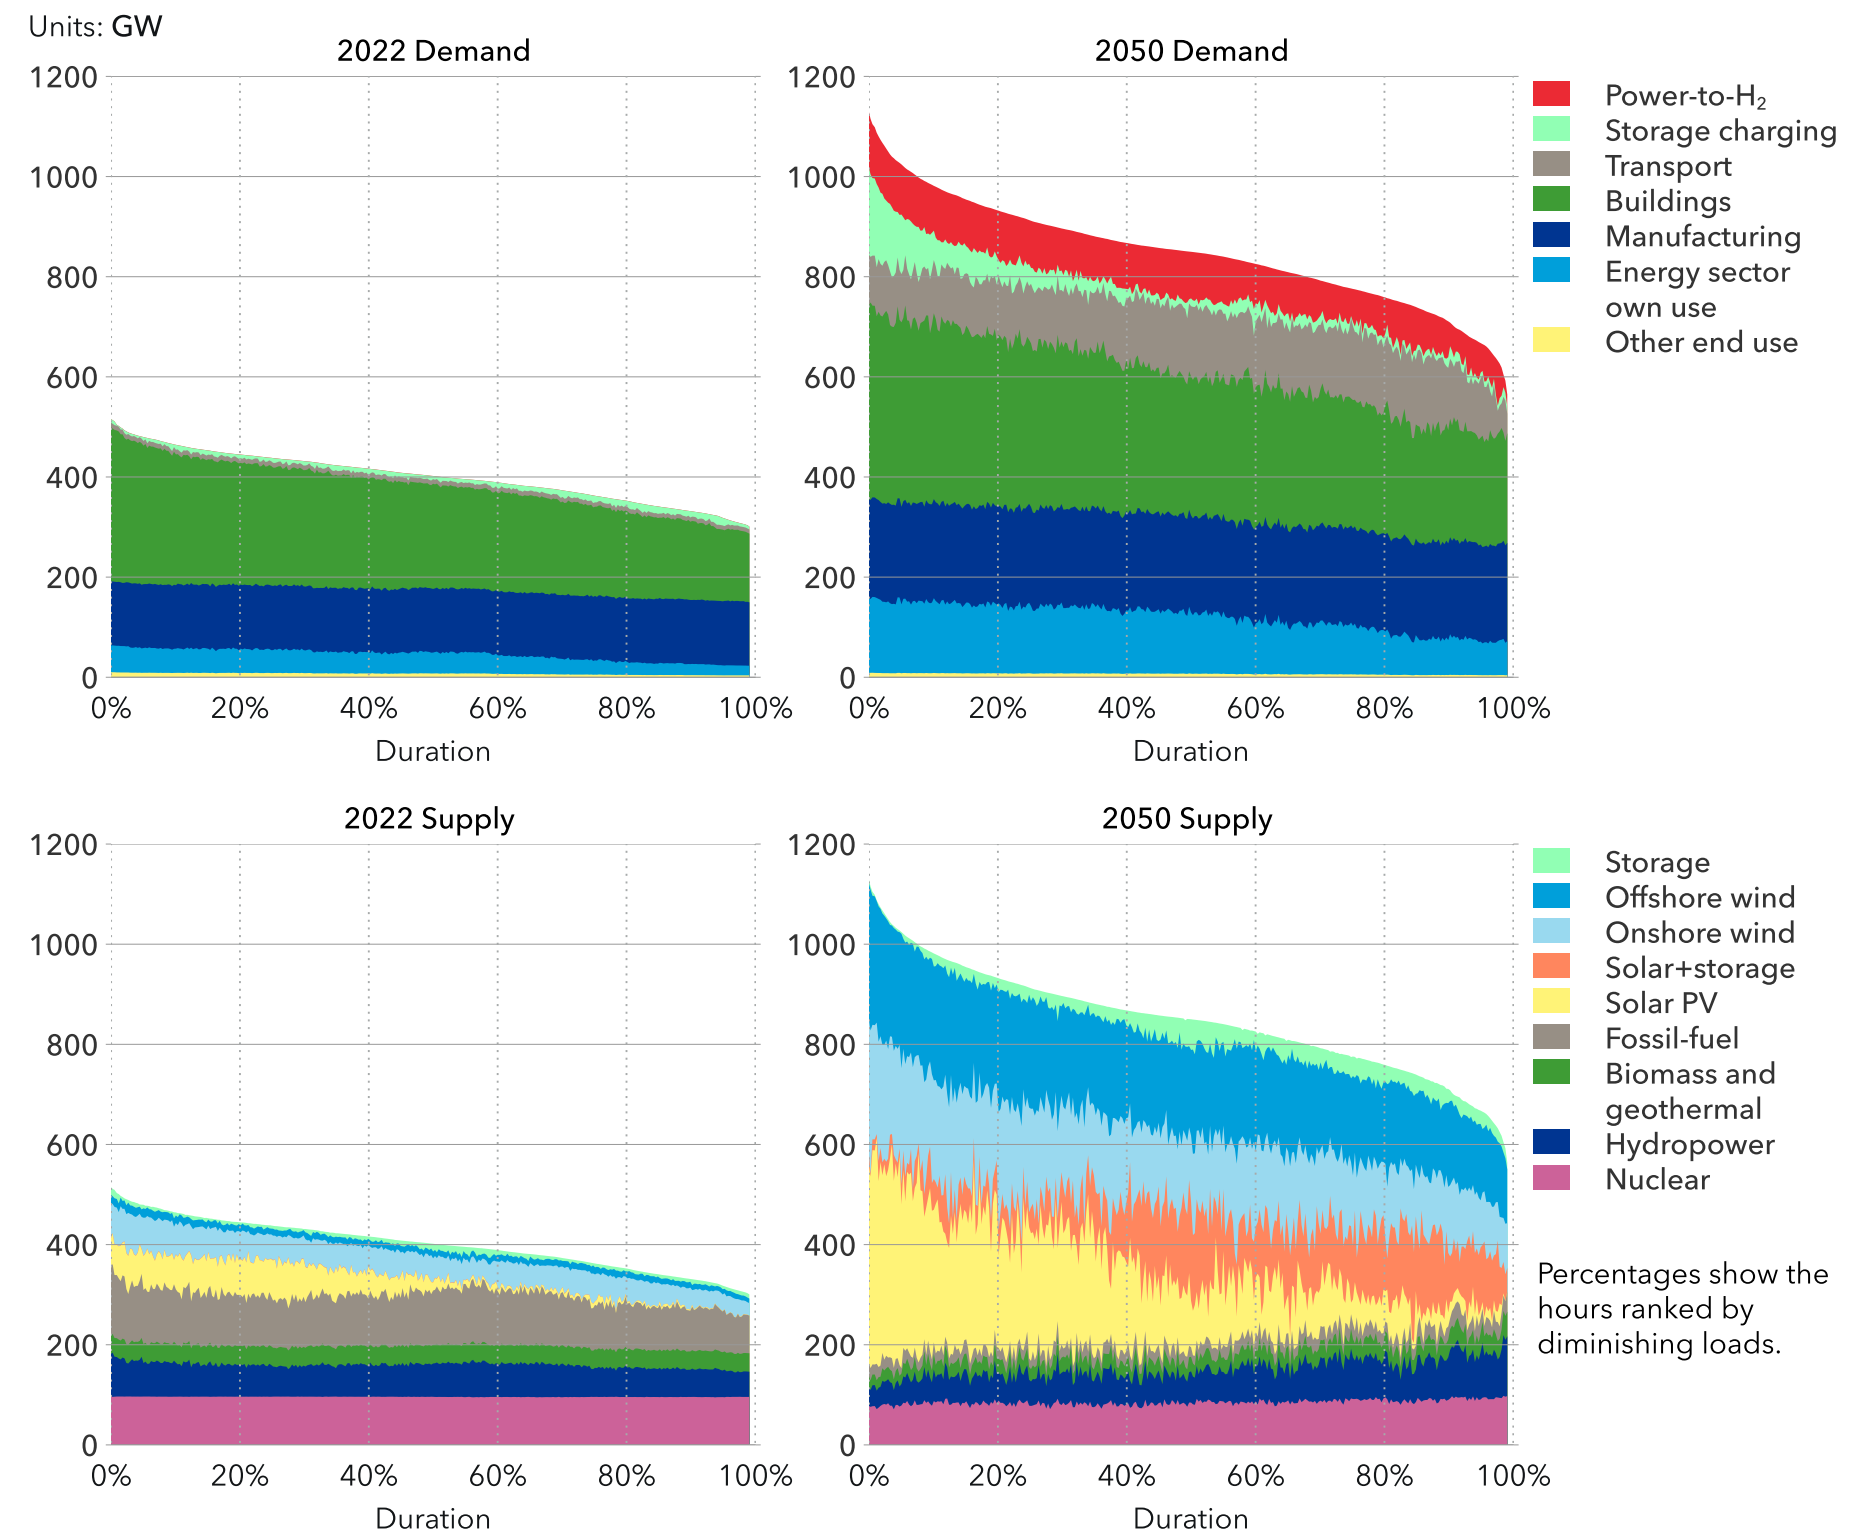 Units: GW
2022 Demand
1200
1000
800
600
400
200
0
0% 20% 40% 60% 80% 100%
Duration
2050 Demand
1200
1000
800
600
400
200
0
0% 20% 40% 60% 80% 100%
Duration
Power-to-H₂
Storage charging
Transport
Buildings
Manufacturing
Energy sector
own use
Other end use
2022 Supply
1200
1000
800
600
400
200
0
0% 20% 40% 60% 80% 100%
Duration
2050 Supply
1200
1000
800
600
400
200
0
0% 20% 40% 60% 80% 100%
Duration
Storage
Offshore wind
Onshore wind
Solar+storage
Solar PV
Fossil-fuel
Biomass and
geothermal
Hydropower
Nuclear
Percentages show the
hours ranked by
diminishing loads.